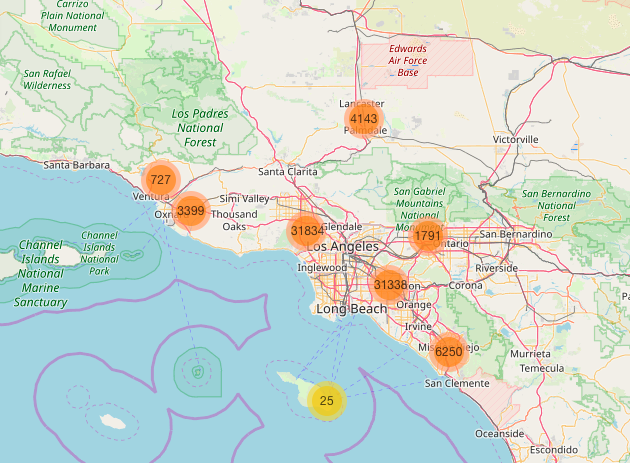 Carrizo
Plain National
Monument
Edwards
Air Force
Base
San Rafael
Wilderness
Lancaster
4143
Palmdale
Los Padres
National
Forest
Victorville
Santa Barbara
Santa Clarita
727
Ventura
Simi Valley
San Gabriel
Mountains
National
San Bernardino
National
Forest
3399
Thousand
Oaks
31834
Glendale
1791
San Bernardino
Los Angeles
Channel
Islands
National
Marine
Sanctuary
Channel
Islands
National
Park
Inglewood
Riverside
31338
Corona
Orange
Long Beach
Irvine
6250
Murrieta
Temecula
San Clemente
25
Oceanside
Escondido